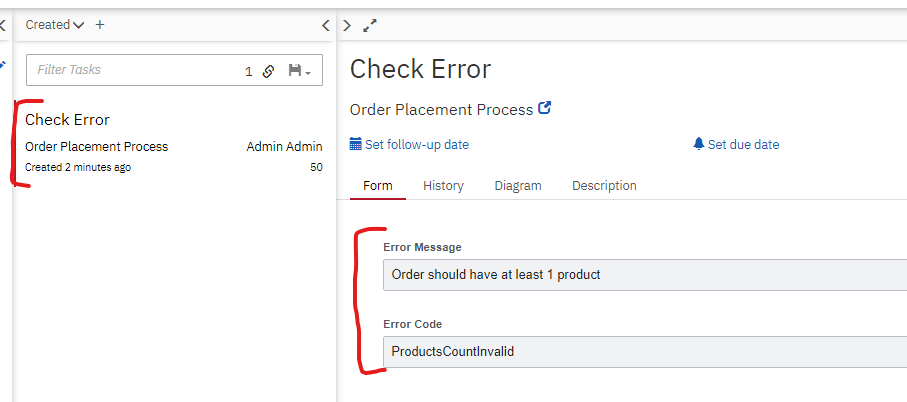 Created +
Filter Tasks 1
Check Error
Order Placement Process Admin Admin
Created 2 minutes ago 50
Check Error
Order Placement Process
Set follow-up date Set due date
Form History Diagram Description
Error Message
Order should have at least 1 product
Error Code
ProductsCountInvalid